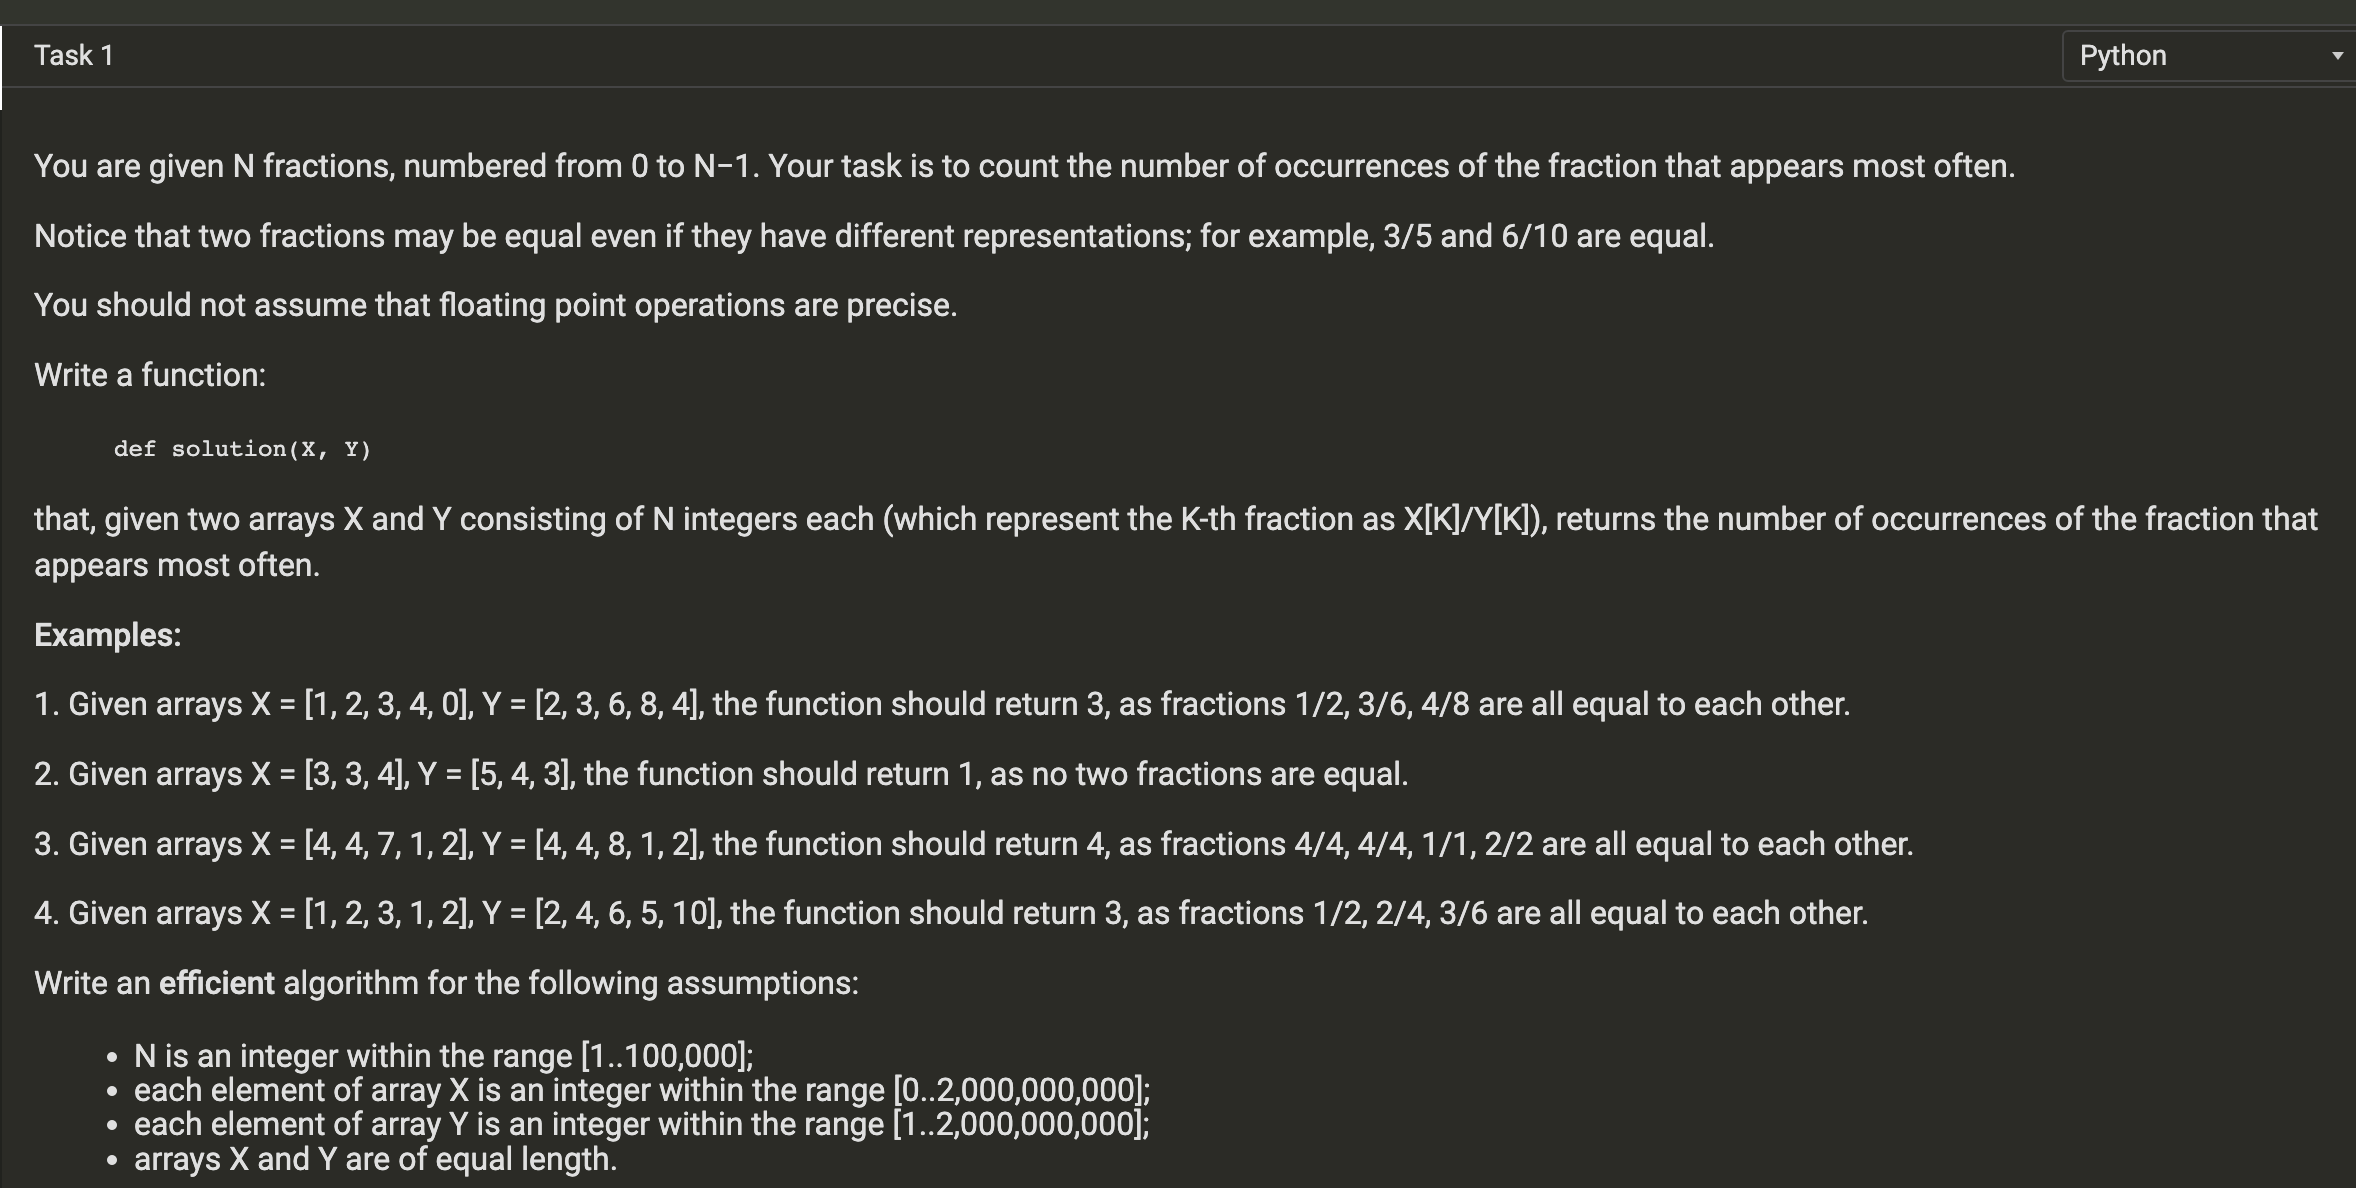 Task 1
Python
You are given N fractions, numbered from 0 to N−1. Your task is to count the number of occurrences of the fraction that appears most often.
Notice that two fractions may be equal even if they have different representations; for example, 3/5 and 6/10 are equal.
You should not assume that floating point operations are precise.
Write a function:
def solution(X, Y)
that, given two arrays X and Y consisting of N integers each (which represent the K-th fraction as X[K]/Y[K]), returns the number of occurrences of the fraction that
appears most often.
Examples:
1. Given arrays X = [1, 2, 3, 4, 0], Y = [2, 3, 6, 8, 4], the function should return 3, as fractions 1/2, 3/6, 4/8 are all equal to each other.
2. Given arrays X = [3, 3, 4], Y = [5, 4, 3], the function should return 1, as no two fractions are equal.
3. Given arrays X = [4, 4, 7, 1, 2], Y = [4, 4, 8, 1, 2], the function should return 4, as fractions 4/4, 4/4, 1/1, 2/2 are all equal to each other.
4. Given arrays X = [1, 2, 3, 1, 2], Y = [2, 4, 6, 5, 10], the function should return 3, as fractions 1/2, 2/4, 3/6 are all equal to each other.
Write an efficient algorithm for the following assumptions:
• N is an integer within the range [1..100,000];
• each element of array X is an integer within the range [0..2,000,000,000];
• each element of array Y is an integer within the range [1..2,000,000,000];
• arrays X and Y are of equal length.